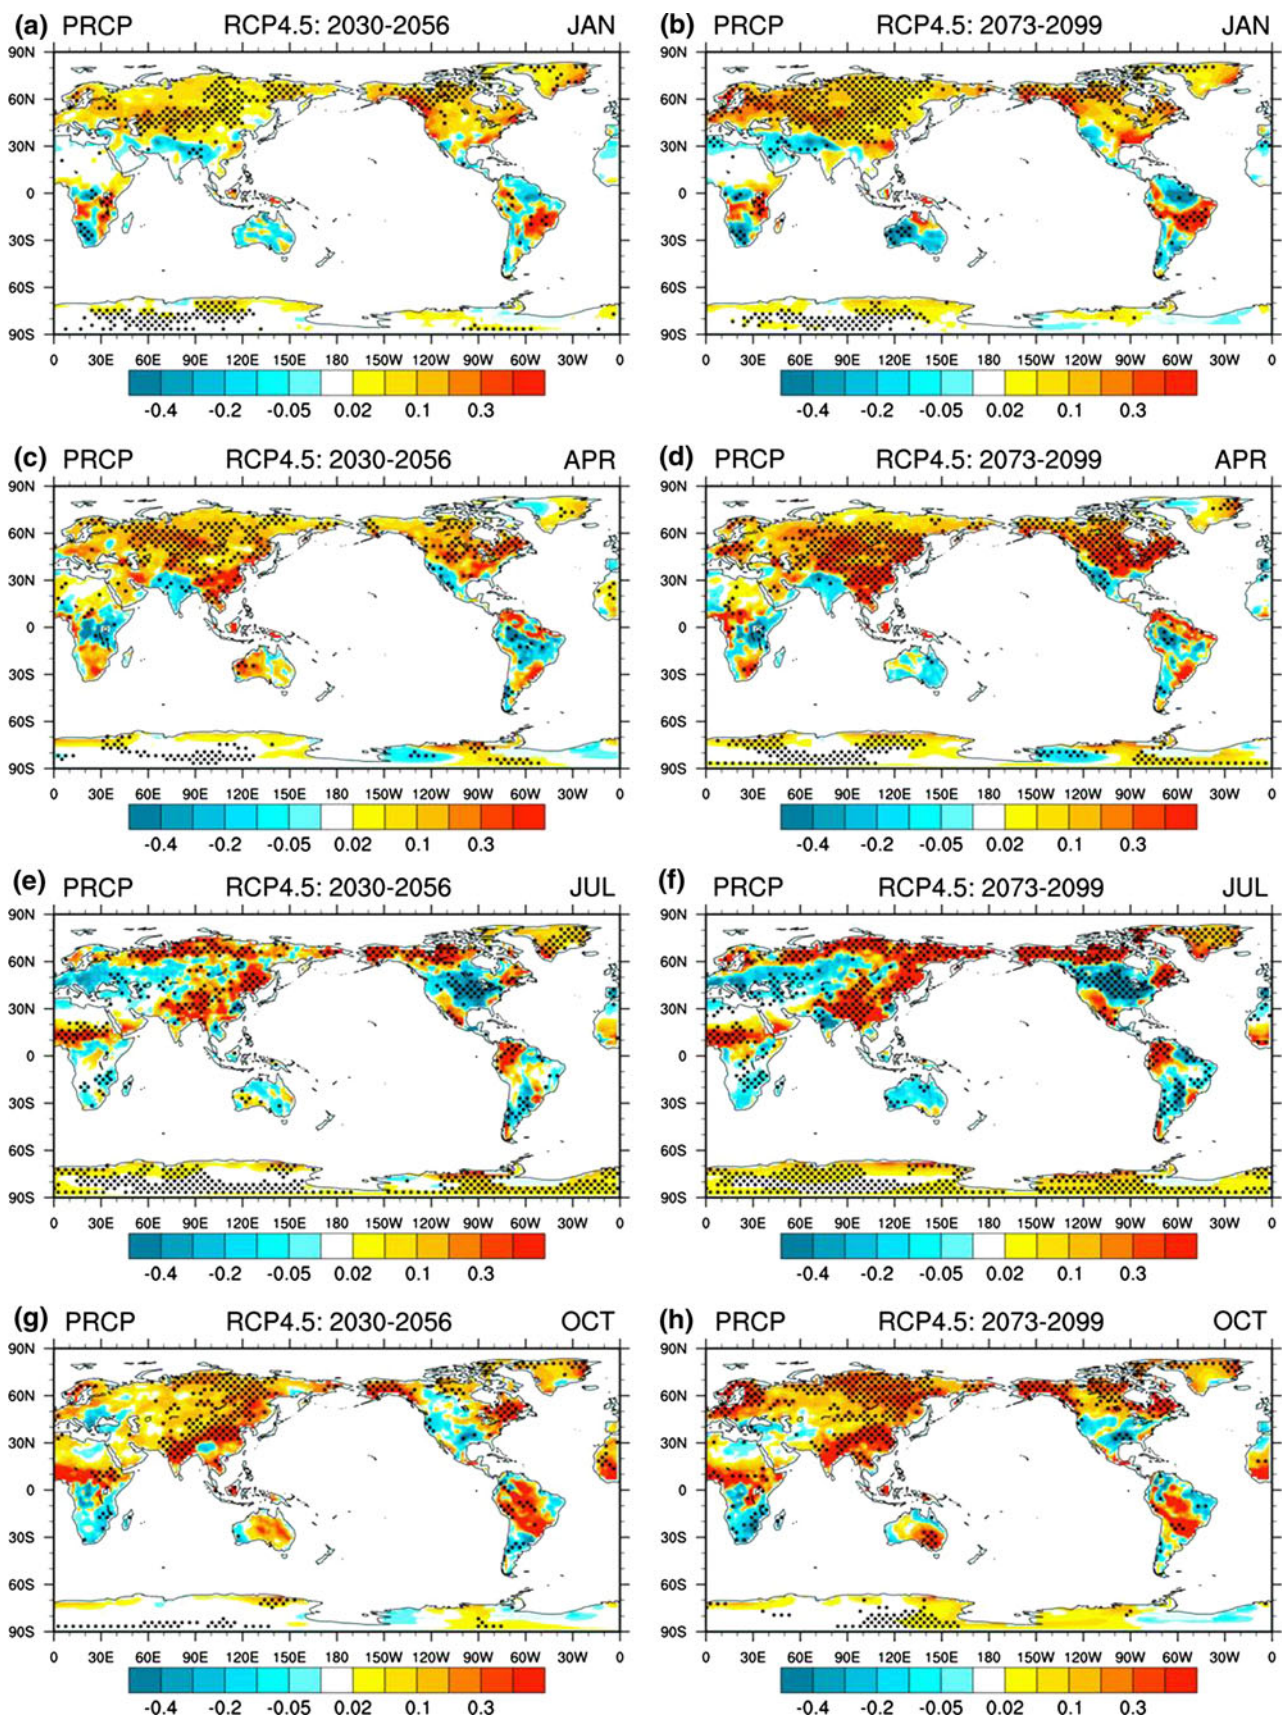 (a) PRCP RCP4.5: 2030-2056 JAN
90N
60N
30N
0
30S
60S
90S
0 30E 60E 90E 120E 150E 180 150W 120W 90W 60W 30W 0
-0.4 -0.2 -0.05 0.02 0.1 0.3
(b) PRCP RCP4.5: 2073-2099 JAN
90N
60N
30N
0
30S
60S
90S
0 30E 60E 90E 120E 150E 180 150W 120W 90W 60W 30W 0
-0.4 -0.2 -0.05 0.02 0.1 0.3
(c) PRCP RCP4.5: 2030-2056 APR
90N
60N
30N
0
30S
60S
90S
0 30E 60E 90E 120E 150E 180 150W 120W 90W 60W 30W 0
-0.4 -0.2 -0.05 0.02 0.1 0.3
(d) PRCP RCP4.5: 2073-2099 APR
90N
60N
30N
0
30S
60S
90S
0 30E 60E 90E 120E 150E 180 150W 120W 90W 60W 30W 0
-0.4 -0.2 -0.05 0.02 0.1 0.3
(e) PRCP RCP4.5: 2030-2056 JUL
90N
60N
30N
0
30S
60S
90S
0 30E 60E 90E 120E 150E 180 150W 120W 90W 60W 30W 0
-0.4 -0.2 -0.05 0.02 0.1 0.3
(f) PRCP RCP4.5: 2073-2099 JUL
90N
60N
30N
0
30S
60S
90S
0 30E 60E 90E 120E 150E 180 150W 120W 90W 60W 30W 0
-0.4 -0.2 -0.05 0.02 0.1 0.3
(g) PRCP RCP4.5: 2030-2056 OCT
90N
60N
30N
0
30S
60S
90S
0 30E 60E 90E 120E 150E 180 150W 120W 90W 60W 30W 0
-0.4 -0.2 -0.05 0.02 0.1 0.3
(h) PRCP RCP4.5: 2073-2099 OCT
90N
60N
30N
0
30S
60S
90S
0 30E 60E 90E 120E 150E 180 150W 120W 90W 60W 30W 0
-0.4 -0.2 -0.05 0.02 0.1 0.3